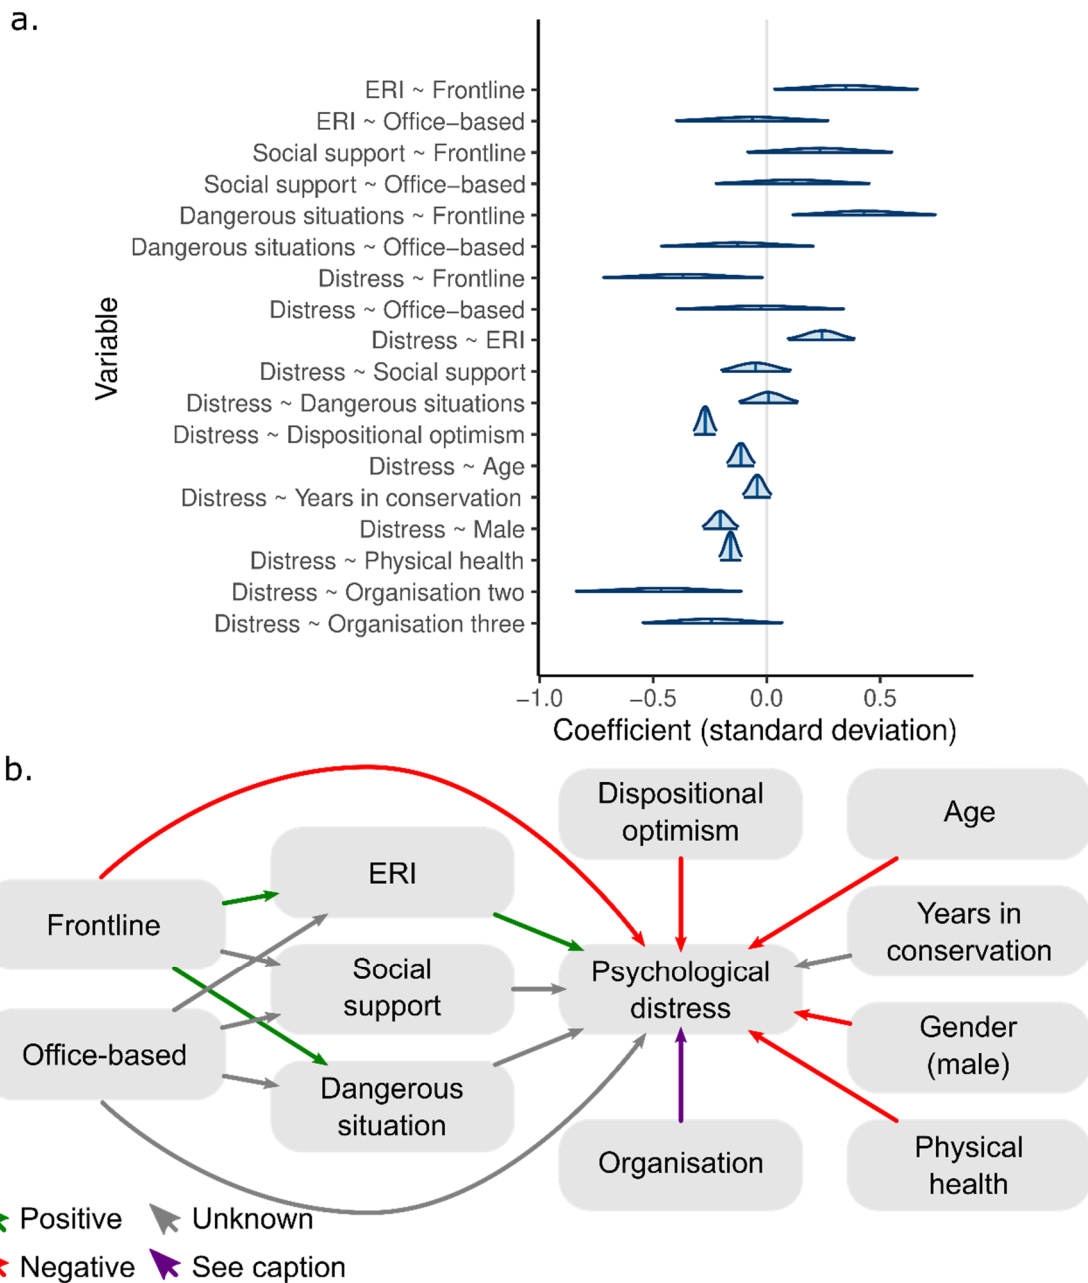 a.
ERI ~ Frontline
ERI ~ Office−based
Social support ~ Frontline
Social support ~ Office−based
Dangerous situations ~ Frontline
Dangerous situations ~ Office−based
Distress ~ Frontline
Distress ~ Office−based
Distress ~ ERI
Distress ~ Social support
Distress ~ Dangerous situations
Distress ~ Dispositional optimism
Distress ~ Age
Distress ~ Years in conservation
Distress ~ Male
Distress ~ Physical health
Distress ~ Organisation two
Distress ~ Organisation three
Variable
−1.0
−0.5
0.0
0.5
Coefficient (standard deviation)
b.
Dispositional
optimism
Age
ERI
Frontline
Years in
conservation
Social
support
Psychological
distress
Office-based
Gender
(male)
Dangerous
situation
Organisation
Physical
health
Positive
Unknown
Negative
See caption